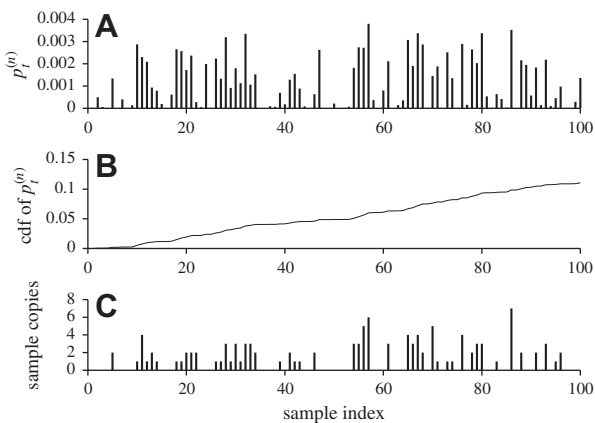 A
0.004
0.003
0.002
0.001
0
p_t^{(n)}
0 20 40 60 80 100
B
0.15
0.1
0.05
0
cdf of p_t^{(n)}
0 20 40 60 80 100
C
8
6
4
2
0
sample copies
0 20 40 60 80 100
sample index